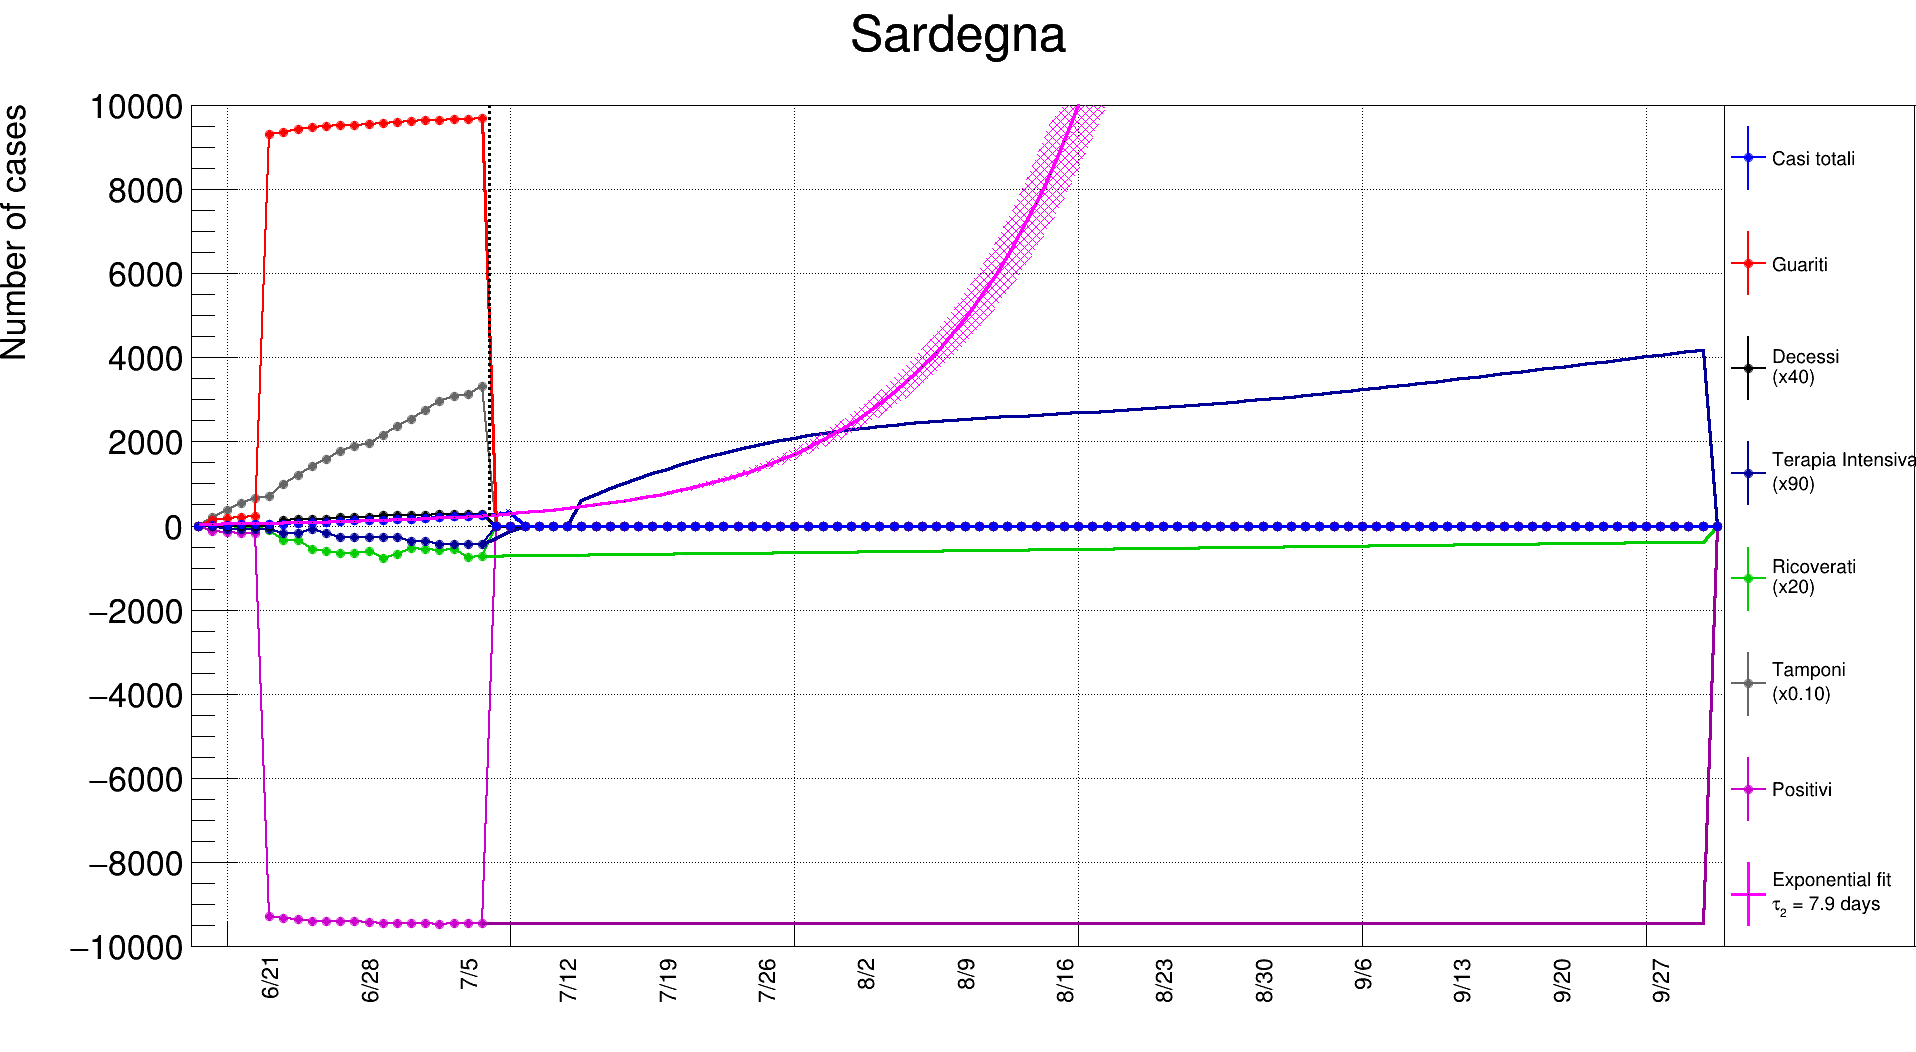 Sardegna
Number of cases
10000
8000
6000
4000
2000
0
−2000
−4000
−6000
−8000
−10000
6/21
6/28
7/5
7/12
7/19
7/26
8/2
8/9
8/16
8/23
8/30
9/6
9/13
9/20
9/27
Casi totali
Guariti
Decessi
(x40)
Terapia Intensiva
(x90)
Ricoverati
(x20)
Tamponi
(x0.10)
Positivi
Exponential fit
τ₂ = 7.9 days